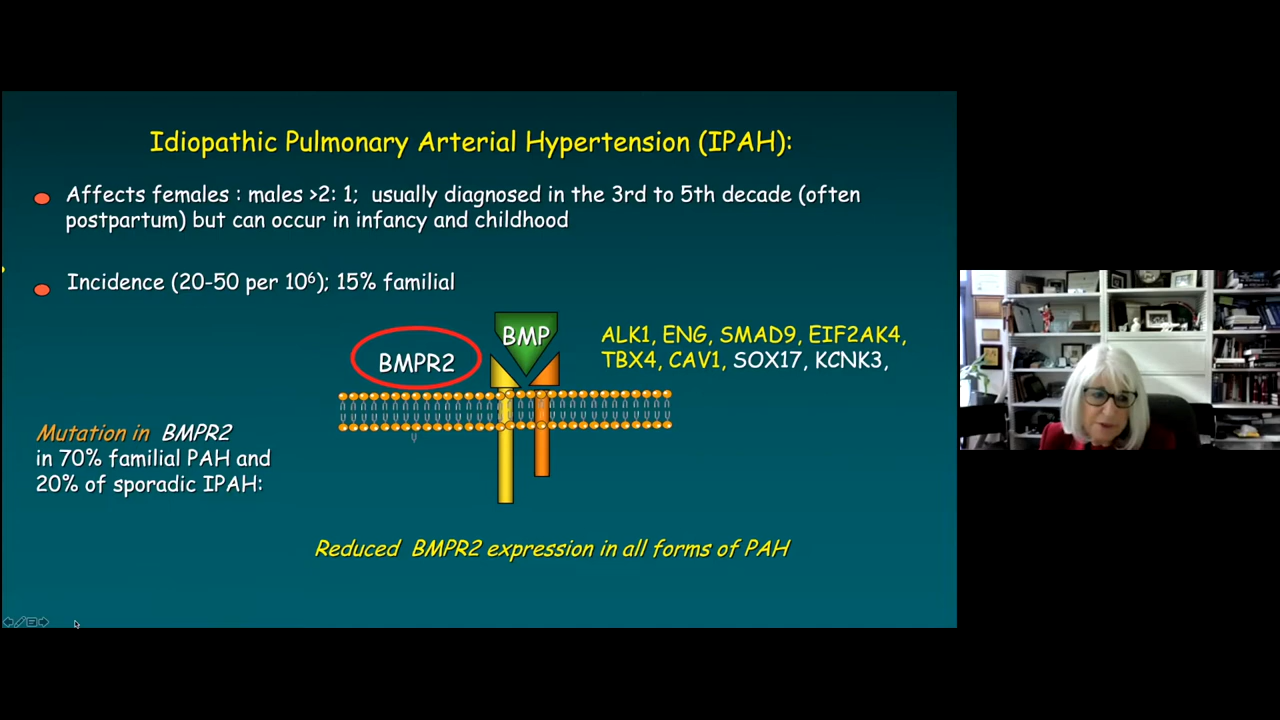 Idiopathic Pulmonary Arterial Hypertension (IPAH):
Affects females : males >2: 1; usually diagnosed in the 3rd to 5th decade (often
postpartum) but can occur in infancy and childhood
Incidence (20-50 per 10⁶); 15% familial
BMPR2
BMP
ALK1, ENG, SMAD9, EIF2AK4,
TBX4, CAV1, SOX17, KCNK3,
Mutation in BMPR2
in 70% familial PAH and
20% of sporadic IPAH:
Reduced BMPR2 expression in all forms of PAH